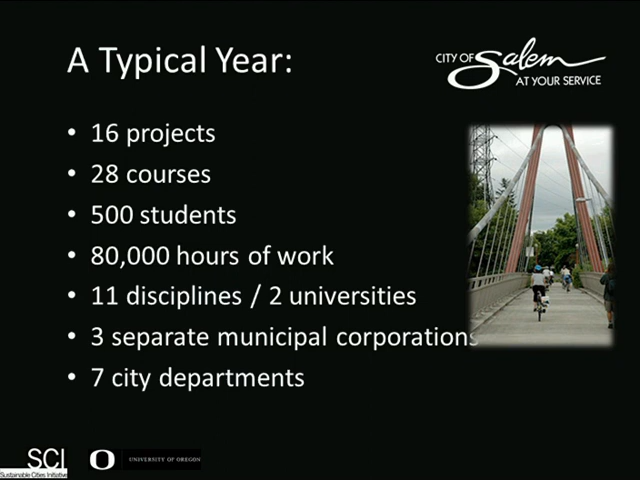 A Typical Year:
CITY OF Salem
AT YOUR SERVICE
• 16 projects
• 28 courses
• 500 students
• 80,000 hours of work
• 11 disciplines / 2 universities
• 3 separate municipal corporations
• 7 city departments
SCI
Sustainable Cities Initiative
O
UNIVERSITY OF OREGON